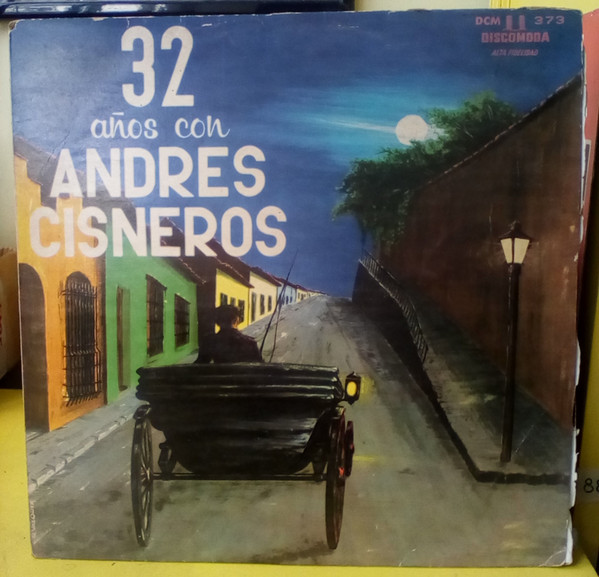 DCM 373
DISCOMODA
ALTA FIDELIDAD
32
años con
ANDRES
CISNEROS